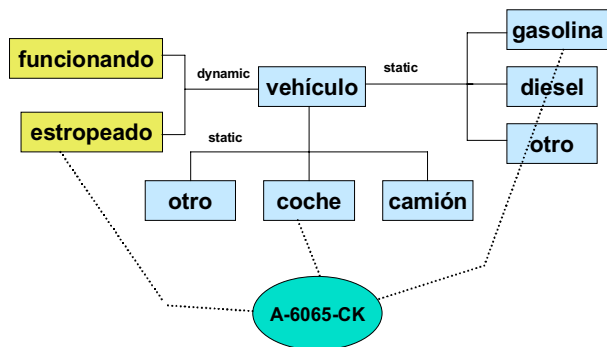 gasolina
funcionando
dynamic
vehículo
static
diesel
estropeado
static
otro
otro
coche
camión
A-6065-CK